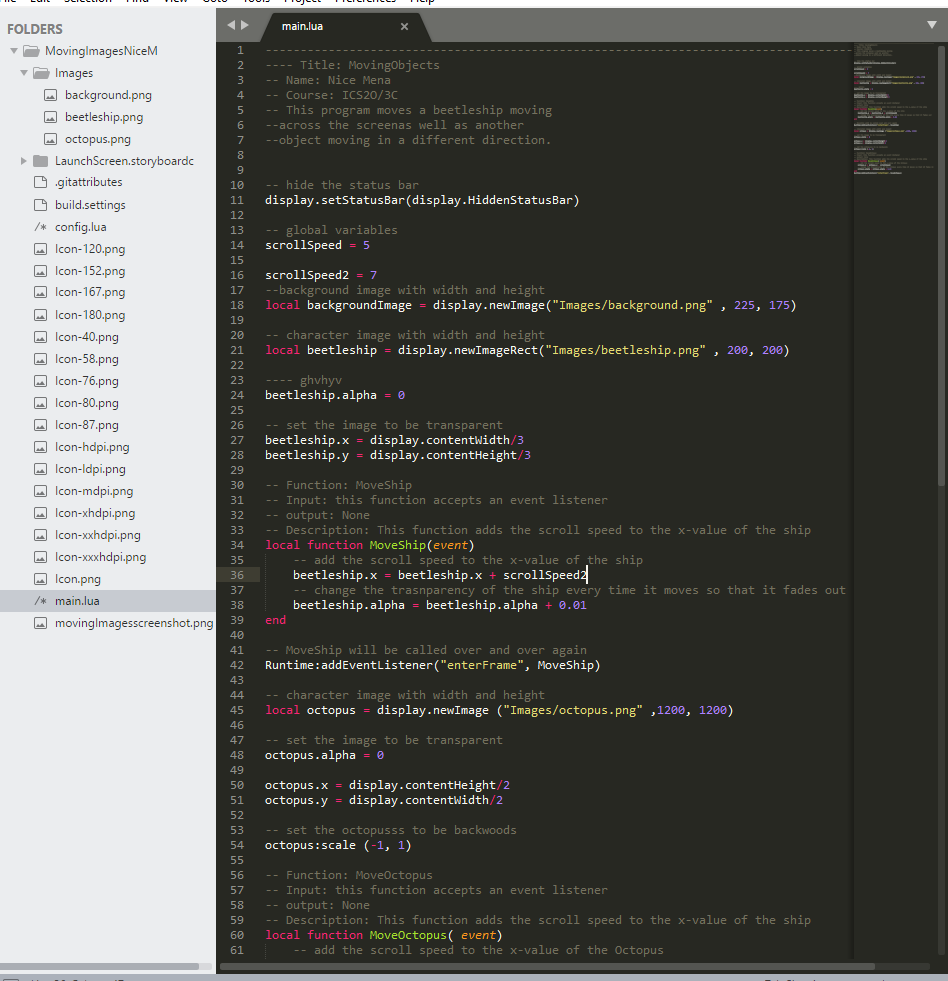 File Edit Selection Find View Goto Tools Project Preferences Help
FOLDERS
MovingImagesNiceM
Images
background.png
beetleship.png
octopus.png
LaunchScreen.storyboardc
.gitattributes
build.settings
/* config.lua
Icon-120.png
Icon-152.png
Icon-167.png
Icon-180.png
Icon-40.png
Icon-58.png
Icon-76.png
Icon-80.png
Icon-87.png
Icon-hdpi.png
Icon-ldpi.png
Icon-mdpi.png
Icon-xhdpi.png
Icon-xxhdpi.png
Icon-xxxhdpi.png
Icon.png
/* main.lua
movingImagesscreenshot.png
main.lua ×
1 -----------------------------------------------------------------------------------
2 ---- Title: MovingObjects
3 -- Name: Nice Mena
4 -- Course: ICS2O/3C
5 -- This program moves a beetleship moving
6 --across the screenas well as another
7 --object moving in a different direction.
8
9
10 -- hide the status bar
11 display.setStatusBar(display.HiddenStatusBar)
12
13 -- global variables
14 scrollSpeed = 5
15
16 scrollSpeed2 = 7
17 --background image with width and height
18 local backgroundImage = display.newImage("Images/background.png" , 225, 175)
19
20 -- character image with width and height
21 local beetleship = display.newImageRect("Images/beetleship.png" , 200, 200)
22
23 ---- ghvhyv
24 beetleship.alpha = 0
25
26 -- set the image to be transparent
27 beetleship.x = display.contentWidth/3
28 beetleship.y = display.contentHeight/3
29
30 -- Function: MoveShip
31 -- Input: this function accepts an event listener
32 -- output: None
33 -- Description: This function adds the scroll speed to the x-value of the ship
34 local function MoveShip(event)
35 -- add the scroll speed to the x-value of the ship
36 beetleship.x = beetleship.x + scrollSpeed2
37 -- change the trasnparency of the ship every time it moves so that it fades out
38 beetleship.alpha = beetleship.alpha + 0.01
39 end
40
41 -- MoveShip will be called over and over again
42 Runtime:addEventListener("enterFrame", MoveShip)
43
44 -- character image with width and height
45 local octopus = display.newImage ("Images/octopus.png" ,1200, 1200)
46
47 -- set the image to be transparent
48 octopus.alpha = 0
49
50 octopus.x = display.contentHeight/2
51 octopus.y = display.contentWidth/2
52
53 -- set the octopusss to be backwoods
54 octopus:scale (-1, 1)
55
56 -- Function: MoveOctopus
57 -- Input: this function accepts an event listener
58 -- output: None
59 -- Description: This function adds the scroll speed to the x-value of the ship
60 local function MoveOctopus( event)
61 -- add the scroll speed to the x-value of the Octopus